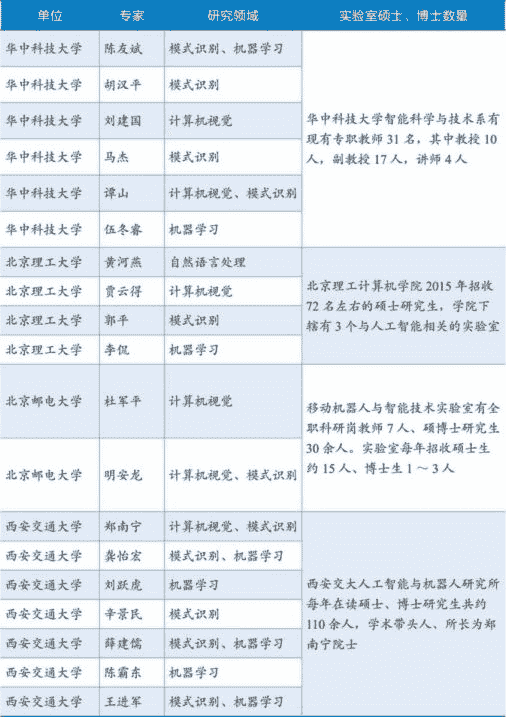 单位 专家 研究领域 实验室硕士、博士数量
华中科技大学 陈友斌 模式识别、机器学习
华中科技大学 胡汉平 模式识别
华中科技大学 刘建国 计算机视觉
华中科技大学 马杰 模式识别
华中科技大学 谭山 计算机视觉、模式识别
华中科技大学 伍冬睿 机器学习
华中科技大学智能科学与技术系有
现有专职教师 31 名，其中教授 10
人，副教授 17 人，讲师 4 人
北京理工大学 黄河燕 自然语言处理
北京理工大学 贾云得 计算机视觉
北京理工大学 郭平 模式识别
北京理工大学 李侃 机器学习
北京理工计算机学院 2015 年招收
72 名左右的硕士研究生，学院下
辖有 3 个与人工智能相关的实验室
北京邮电大学 杜军平 计算机视觉
北京邮电大学 明安龙 计算机视觉、模式识别
移动机器人与智能技术实验室有全
职科研岗教师 7 人、硕博士研究生
30 余人。实验室每年招收硕士生
约 15 人、博士生 1～3 人
西安交通大学 郑南宁 计算机视觉、模式识别
西安交通大学 龚怡宏 模式识别、机器学习
西安交通大学 刘跃虎 机器学习
西安交通大学 辛景民 模式识别
西安交通大学 薛建儒 模式识别、机器学习
西安交通大学 陈霸东 机器学习
西安交通大学 王进军 模式识别、机器学习
西安交大人工智能与机器人研究所
每年在读硕士、博士研究生共约
110 余人，学术带头人、所长为郑
南宁院士